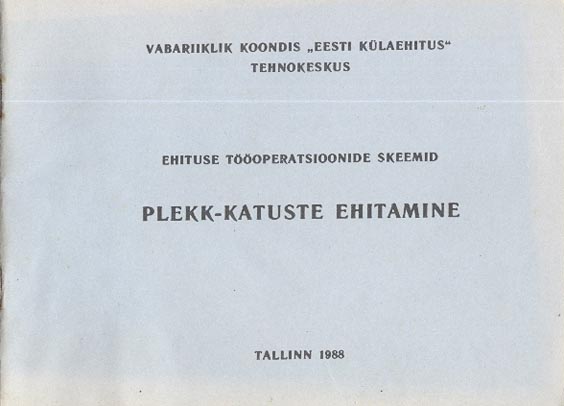 VABARIIKLIK KOONDIS „EESTI KÜLAEHITUS“
TEHNOKESKUS
EHITUSE TÖÖOPERATSIOONIDE SKEEMID
PLEKK-KATUSTE EHITAMINE
TALLINN 1988